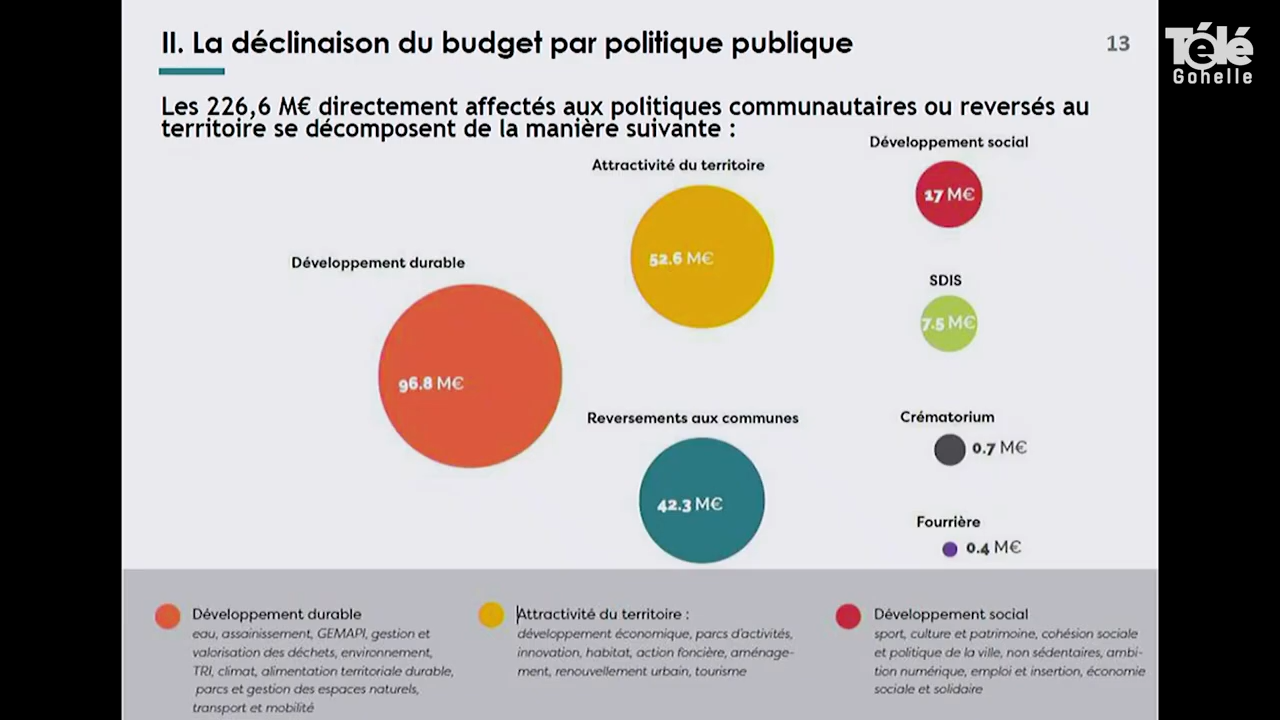 II. La déclinaison du budget par politique publique
13
Télé
Gohelle
Les 226,6 M€ directement affectés aux politiques communautaires ou reversés au
territoire se décomposent de la manière suivante :
Développement social
17 M€
Attractivité du territoire
52.6 M€
Développement durable
96.8 M€
SDIS
7.5 M€
Reversements aux communes
42.3 M€
Crématorium
0.7 M€
Fourrière
0.4 M€
Développement durable
eau, assainissement, GEMAPI, gestion et
valorisation des déchets, environnement,
TRI, climat, alimentation territoriale durable,
parcs et gestion des espaces naturels,
transport et mobilité
Attractivité du territoire :
développement économique, parcs d'activités,
innovation, habitat, action foncière, aménage-
ment, renouvellement urbain, tourisme
Développement social
sport, culture et patrimoine, cohésion sociale
et politique de la ville, non sédentaires, ambi-
tion numérique, emploi et insertion, économie
sociale et solidaire